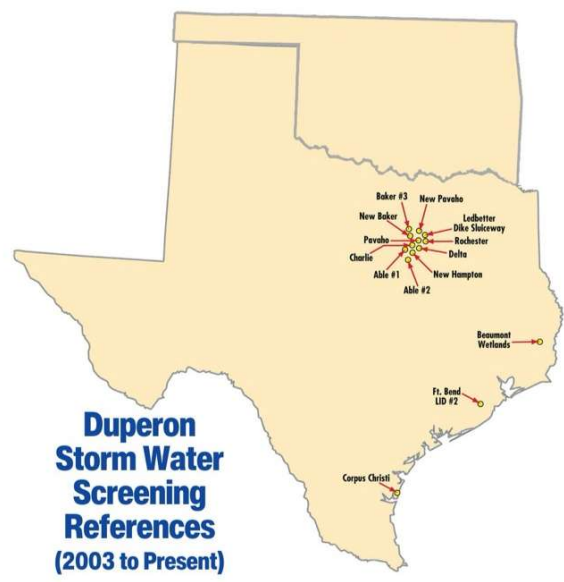 Baker #3
New Pavaho
New Baker
Ledbetter
Dike Sluiceway
Pavaho
Rochester
Charlie
Delta
Able #1
New Hampton
Able #2
Beaumont
Wetlands
Ft. Bend
LID #2
Corpus Christi
Duperon
Storm Water
Screening
References
(2003 to Present)